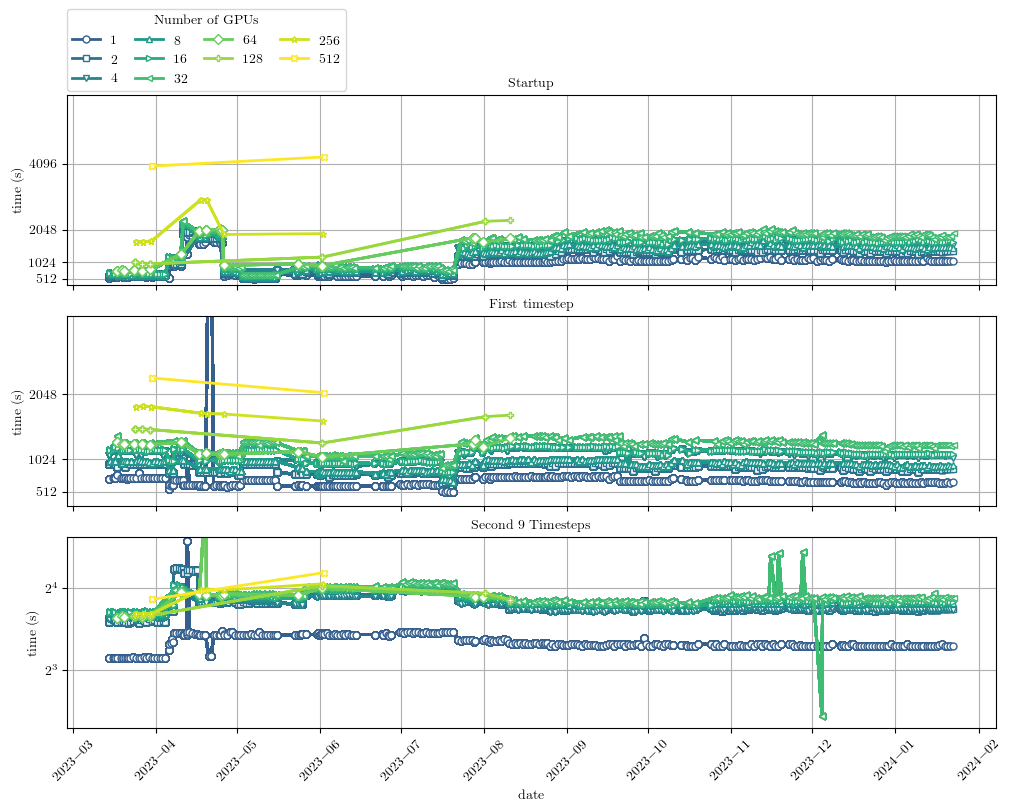 Number of GPUs
1 8 64 256
2 16 128 512
4 32
Startup
4096
2048
1024
512
time (s)
First timestep
2048
1024
512
time (s)
Second 9 Timesteps
2⁴
2³
time (s)
2023−03 2023−04 2023−05 2023−06 2023−07 2023−08 2023−09 2023−10 2023−11 2023−12 2024−01 2024−02
date